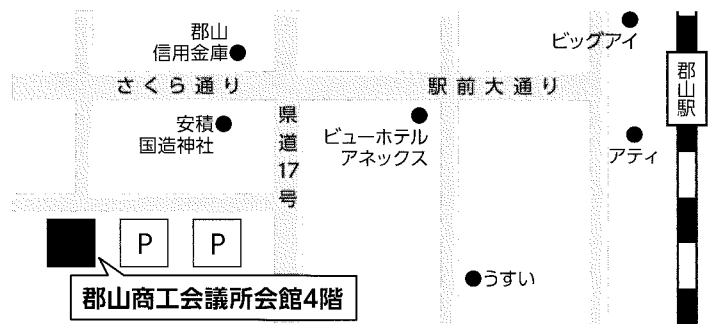 郡山
信用金庫
ビッグアイ
さくら通り
駅前大通り
郡山駅
安積
国造神社
県道17号
ビューホテル
アネックス
アティ
P
P
うすい
郡山商工会議所会館4階